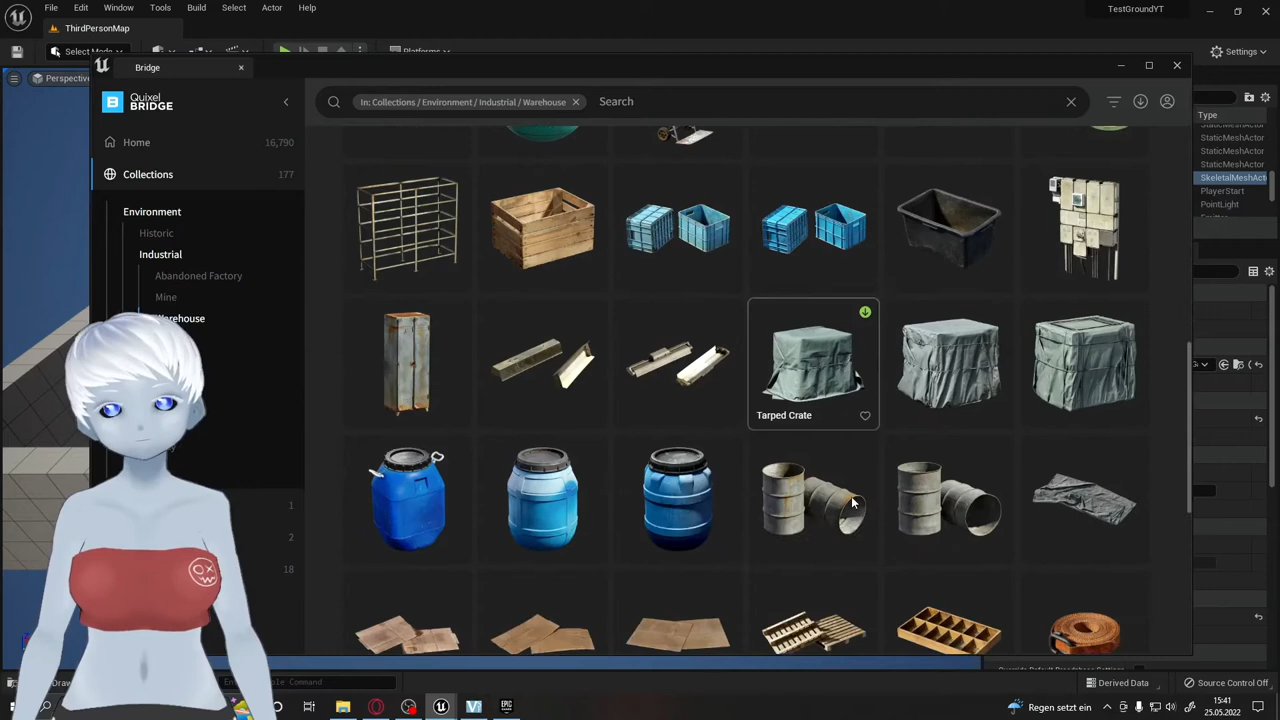 File Edit Window Tools Build Select Actor Help
TestGroundYT
ThirdPersonMap
Select Mode
Platforms
Settings
Perspective
Bridge
Quixel
BRIDGE
In: Collections / Environment / Industrial / Warehouse
Search
Type
Home
16,790
StaticMeshActor
StaticMeshActor
StaticMeshActor
Collections
177
SkeletalMeshActo
PlayerStart
PointLight
Environment
Historic
Industrial
Abandoned Factory
Mine
Tarped Crate
1
2
18
Draw
Command
Derived Data
Source Control Off
Regen setzt ein
15:41
25.05.2022